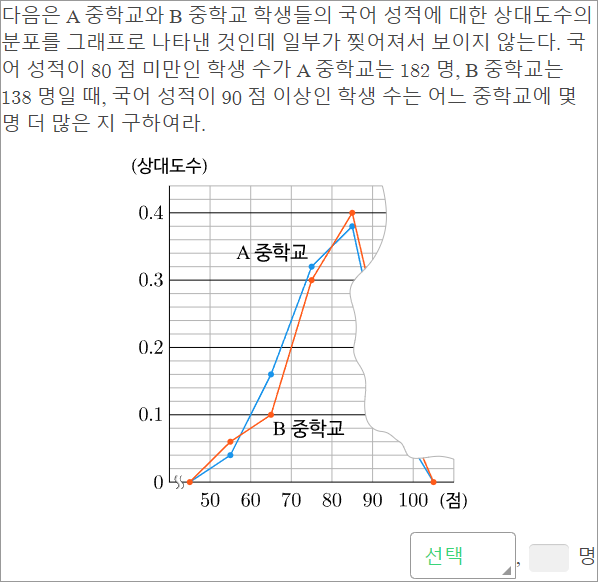 다음은 A 중학교와 B 중학교 학생들의 국어 성적에 대한 상대도수의
분포를 그래프로 나타낸 것인데 일부가 찢어져서 보이지 않는다. 국
어 성적이 80 점 미만인 학생 수가 A 중학교는 182 명, B 중학교는
138 명일 때, 국어 성적이 90 점 이상인 학생 수는 어느 중학교에 몇
명 더 많은 지 구하여라.
(상대도수)
0.4
A 중학교
0.3
0.2
0.1
B 중학교
0
50 60 70 80 90 100 (점)
선택 , 명